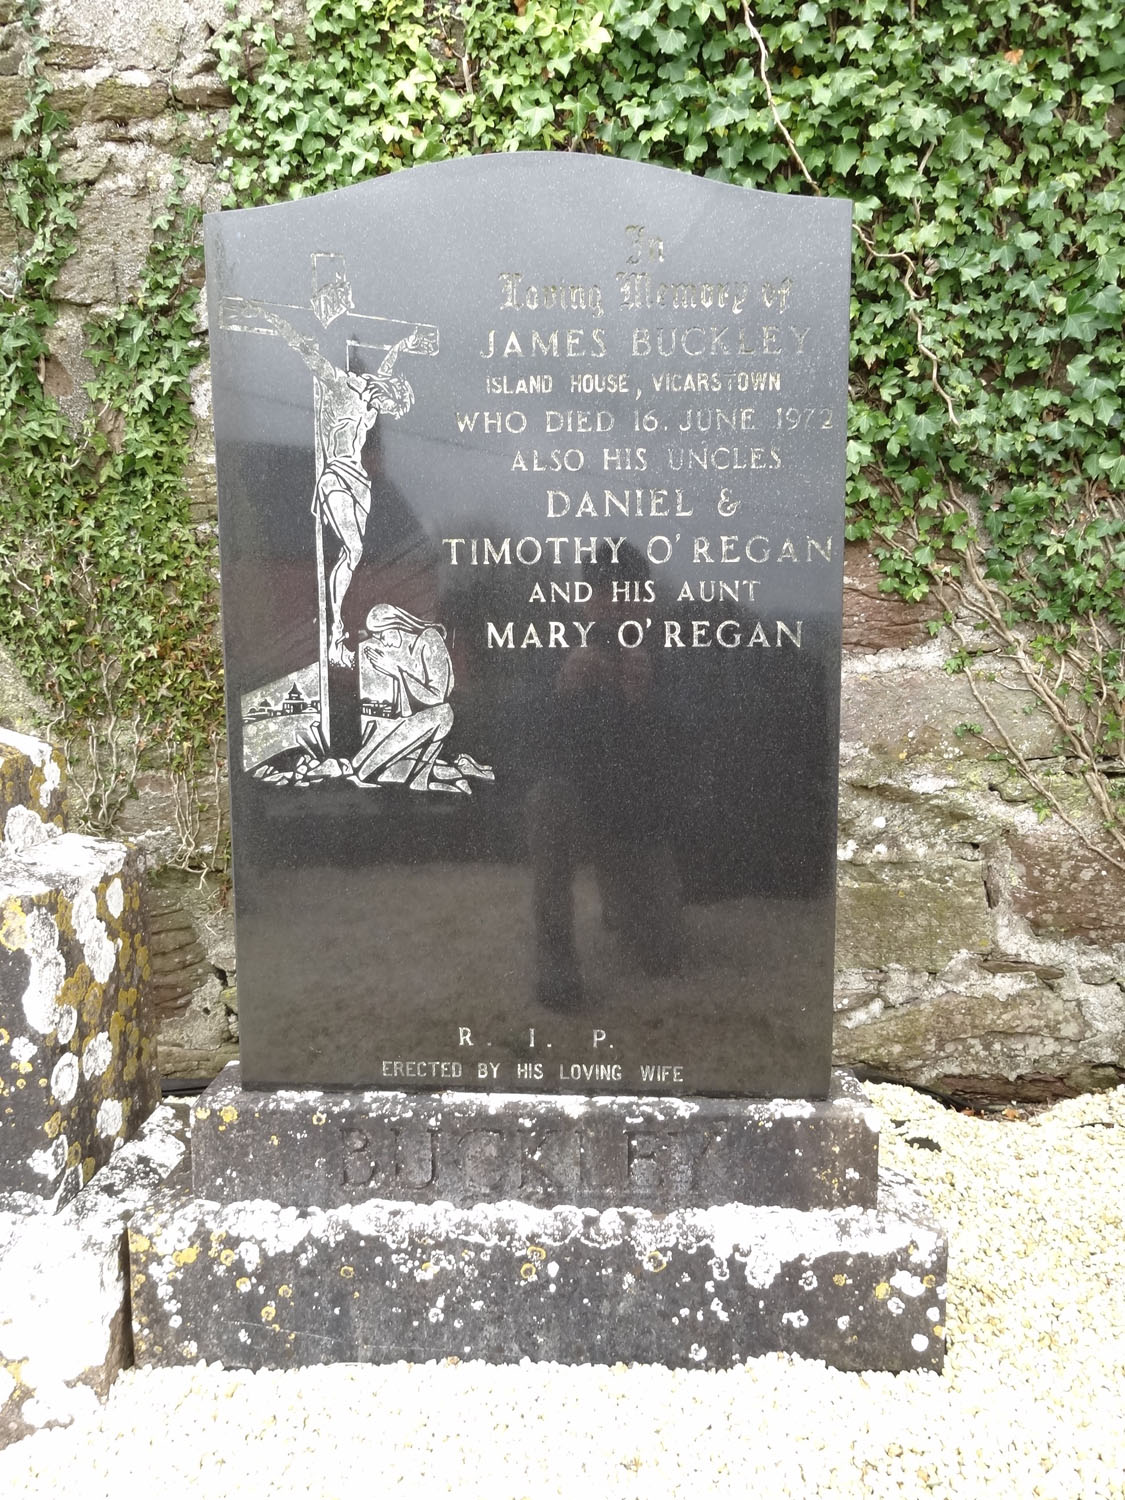 In
Loving Memory of
JAMES BUCKLEY
ISLAND HOUSE, VICARSTOWN
WHO DIED 16. JUNE 1972
ALSO HIS UNCLES
DANIEL &
TIMOTHY O'REGAN
AND HIS AUNT
MARY O'REGAN
R. I. P.
ERECTED BY HIS LOVING WIFE
BUCKLEY